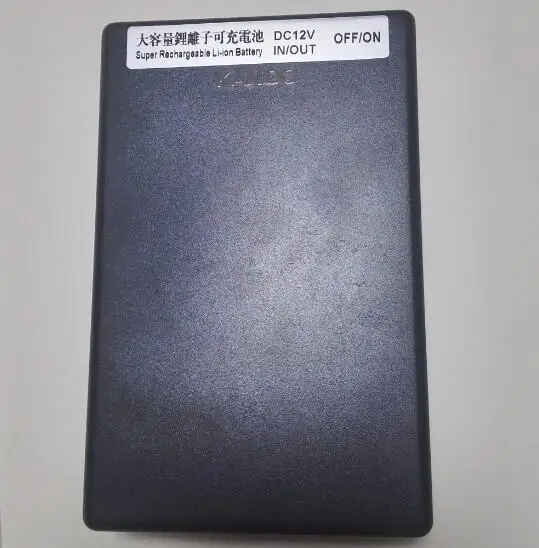 大容量鋰離子可充電池 DC12V OFF/ON
Super Rechargeable Li-ion Battery IN/OUT